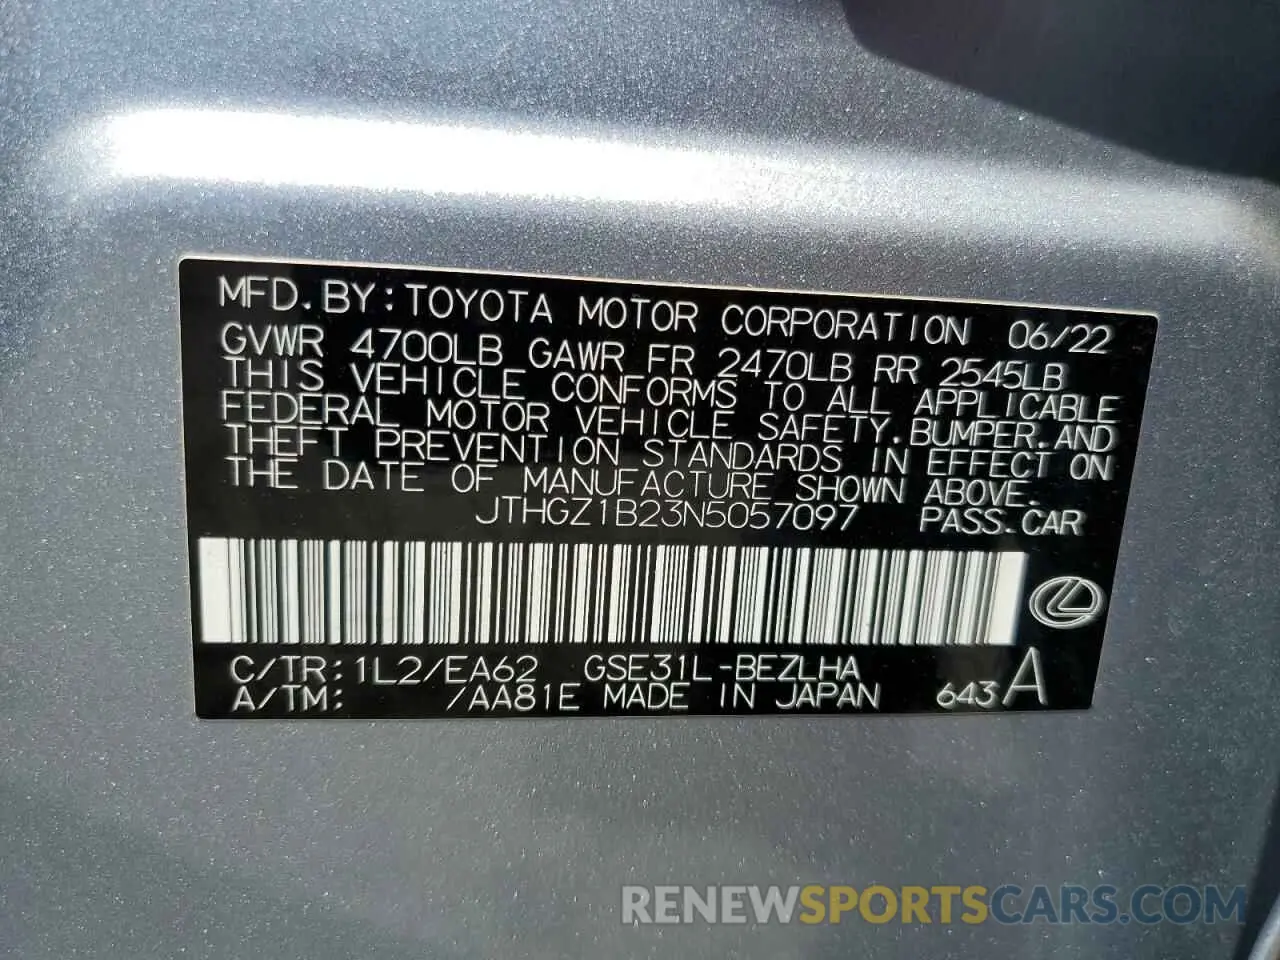 MFD.BY:TOYOTA MOTOR CORPORATION 06/22
GVWR 4700LB GAWR FR 2470LB RR 2545LB
THIS VEHICLE CONFORMS TO ALL APPLICABLE
FEDERAL MOTOR VEHICLE SAFETY.BUMPER.AND
THEFT PREVENTION STANDARDS IN EFFECT ON
THE DATE OF MANUFACTURE SHOWN ABOVE.
JTHGZ1B23N5057097 PASS.CAR
C/TR:1L2/EA62 GSE31L-BEZLHA
A/TM: /AA81E MADE IN JAPAN 643A
RENEWSPORTSCARS.COM